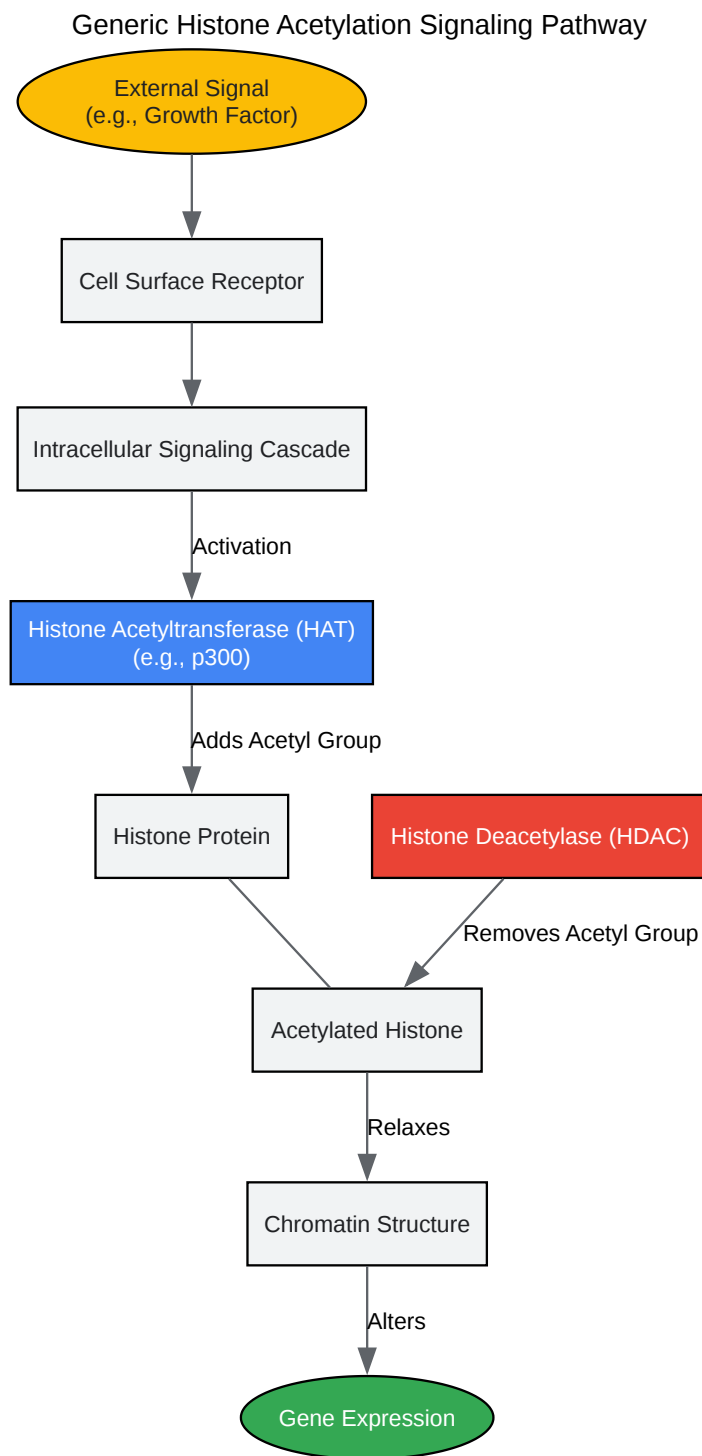 Generic Histone Acetylation Signaling Pathway
External Signal
(e.g., Growth Factor)
Cell Surface Receptor
Intracellular Signaling Cascade
Activation
Histone Acetyltransferase (HAT)
(e.g., p300)
Adds Acetyl Group
Histone Protein
Histone Deacetylase (HDAC)
Removes Acetyl Group
Acetylated Histone
Relaxes
Chromatin Structure
Alters
Gene Expression